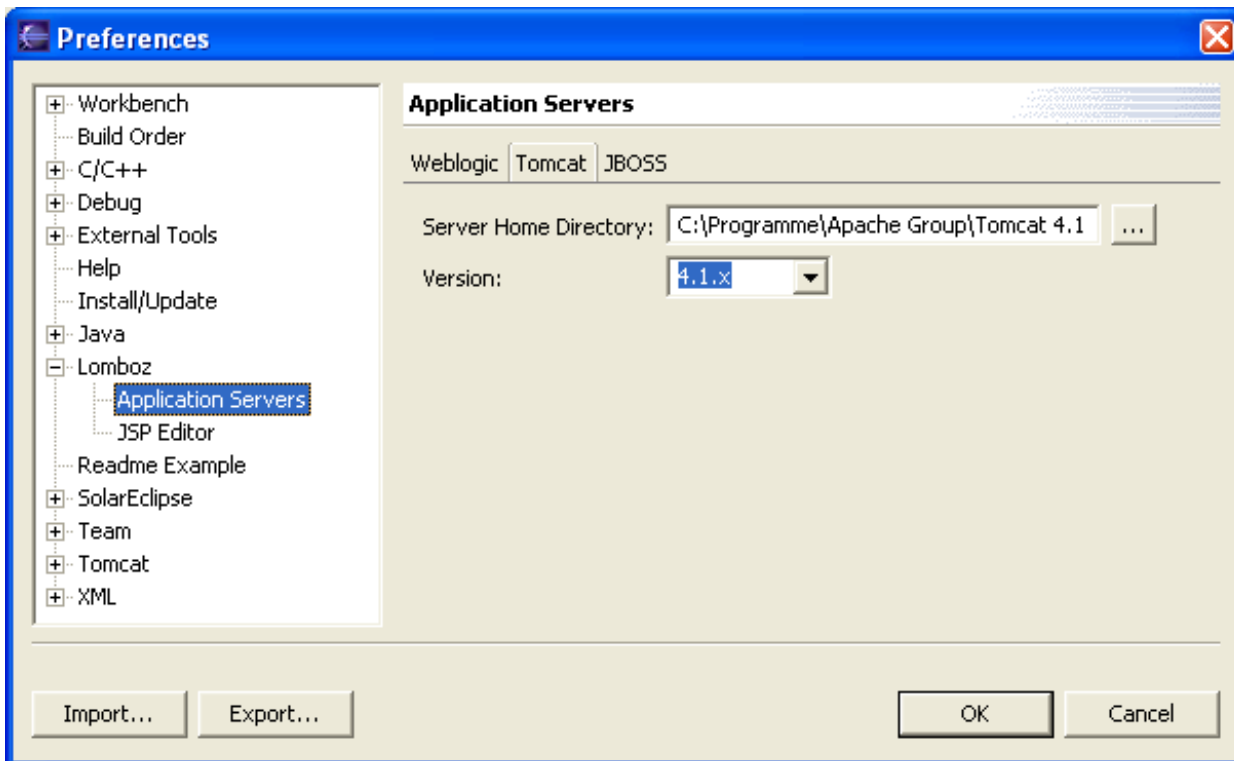 Preferences
Workbench
Build Order
C/C++
Debug
External Tools
Help
Install/Update
Java
Lomboz
Application Servers
JSP Editor
Readme Example
SolarEclipse
Team
Tomcat
XML
Application Servers
Weblogic Tomcat JBOSS
Server Home Directory: C:\Programme\Apache Group\Tomcat 4.1 ...
Version: 4.1.x
Import... Export... OK Cancel